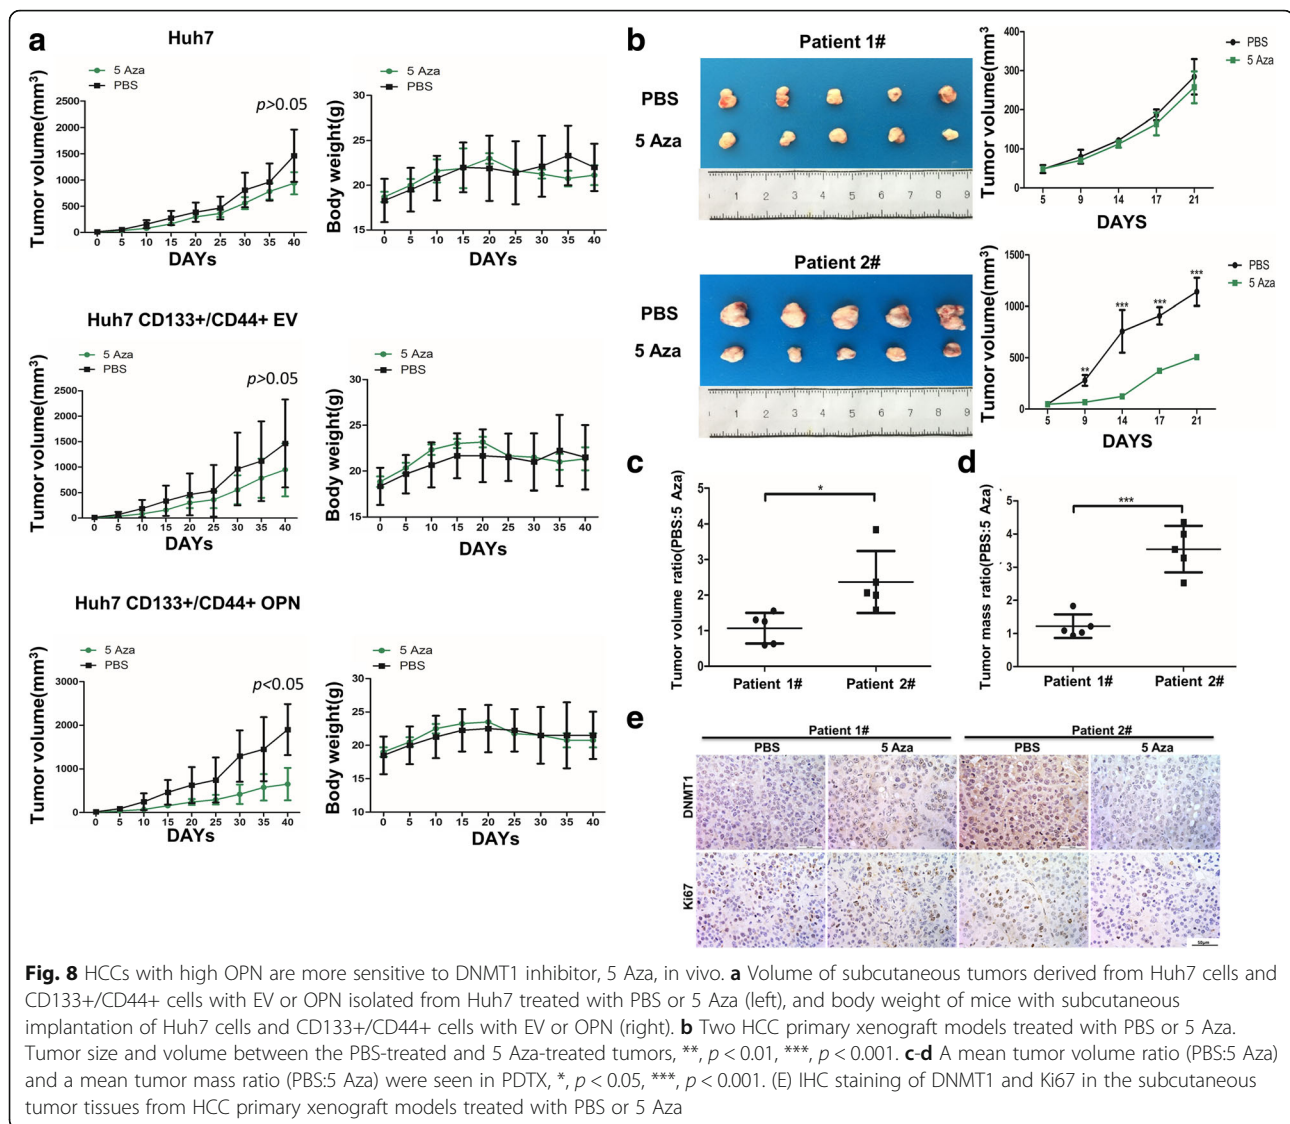 a
Huh7
5 Aza
PBS
p>0.05
Tumor volume(mm³)
2500
2000
1500
1000
500
0
0 5 10 15 20 25 30 35 40
DAYs
Body weight(g)
30
25
20
15
0 5 10 15 20 25 30 35 40
DAYs
Huh7 CD133+/CD44+ EV
5 Aza
PBS
p>0.05
Tumor volume(mm³)
2500
2000
1500
1000
500
0
0 5 10 15 20 25 30 35 40
DAYs
5 Aza
PBS
Body weight(g)
30
25
20
15
0 5 10 15 20 25 30 35 40
DAYs
Huh7 CD133+/CD44+ OPN
5 Aza
PBS
p<0.05
Tumor volume(mm³)
3000
2000
1000
0
0 5 10 15 20 25 30 35 40
DAYs
5 Aza
PBS
Body weight(g)
30
25
20
15
10
0 5 10 15 20 25 30 35 40
DAYs
b
Patient 1#
PBS
5 Aza
1 2 3 4 5 6 7 8 9
Tumor volume(mm³
400
300
200
100
0
5 9 14 17 21
DAYS
PBS
5 Aza
Patient 2#
PBS
5 Aza
1 2 3 4 5 6 7 8 9
Tumor volume(mm³)
1500
1000
500
0
** *** *** ***
5 9 14 17 21
DAYS
PBS
5 Aza
c
Tumor volume ratio(PBS:5 Aza)
5
4
3
2
1
0
*
Patient 1# Patient 2#
d
Tumor mass ratio(PBS:5 Aza)
5
4
3
2
1
0
***
Patient 1# Patient 2#
e
Patient 1# Patient 2#
PBS 5 Aza PBS 5 Aza
DNMT1
Ki67
50μm
Fig. 8 HCCs with high OPN are more sensitive to DNMT1 inhibitor, 5 Aza, in vivo. a Volume of subcutaneous tumors derived from Huh7 cells and
CD133+/CD44+ cells with EV or OPN isolated from Huh7 treated with PBS or 5 Aza (left), and body weight of mice with subcutaneous
implantation of Huh7 cells and CD133+/CD44+ cells with EV or OPN (right). b Two HCC primary xenograft models treated with PBS or 5 Aza.
Tumor size and volume between the PBS-treated and 5 Aza-treated tumors, **, p < 0.01, ***, p < 0.001. c-d A mean tumor volume ratio (PBS:5 Aza)
and a mean tumor mass ratio (PBS:5 Aza) were seen in PDTX, *, p < 0.05, ***, p < 0.001. (E) IHC staining of DNMT1 and Ki67 in the subcutaneous
tumor tissues from HCC primary xenograft models treated with PBS or 5 Aza